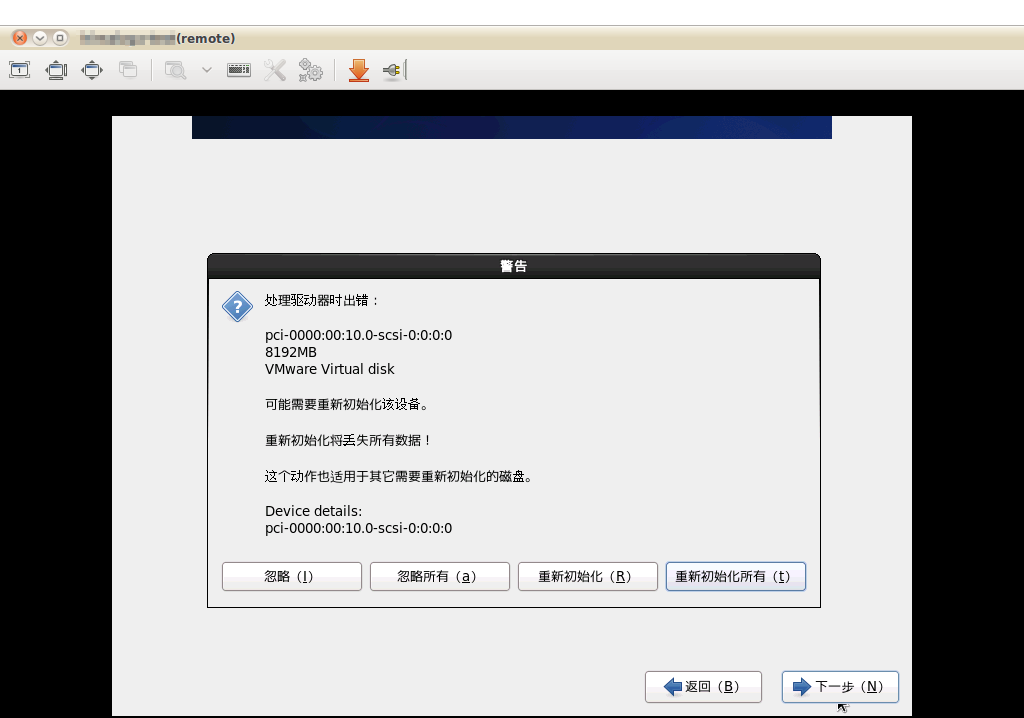 (remote)
警告
处理驱动器时出错：
pci-0000:00:10.0-scsi-0:0:0:0
8192MB
VMware Virtual disk
可能需要重新初始化该设备。
重新初始化将丢失所有数据！
这个动作也适用于其它需要重新初始化的磁盘。
Device details:
pci-0000:00:10.0-scsi-0:0:0:0
忽略（I） 忽略所有（a） 重新初始化（R） 重新初始化所有（t）
返回（B） 下一步（N）